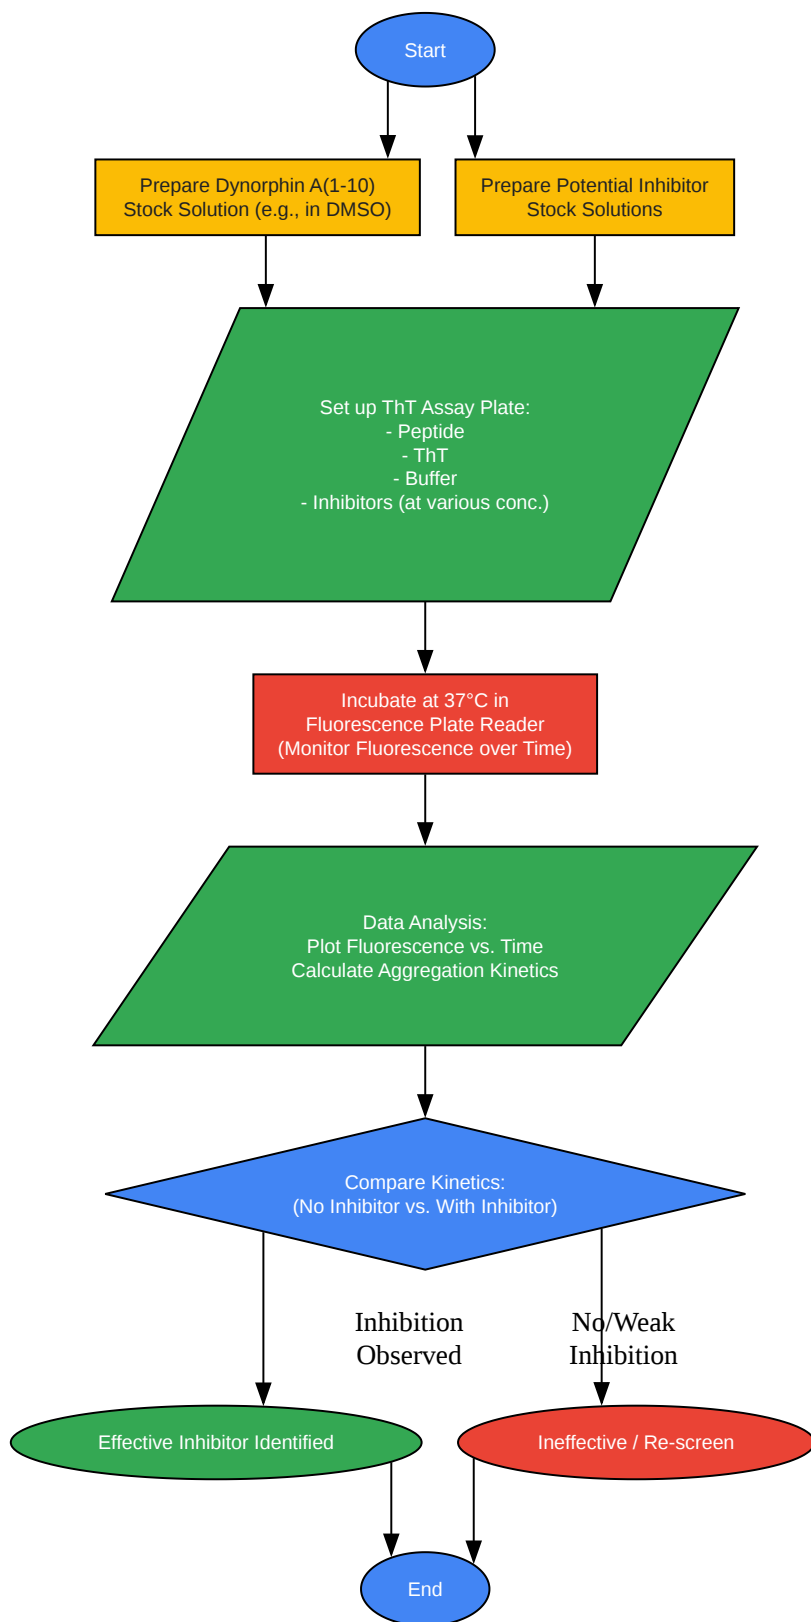 Start
Prepare Dynorphin A(1-10)
Stock Solution (e.g., in DMSO)
Prepare Potential Inhibitor
Stock Solutions
Set up ThT Assay Plate:
- Peptide
- ThT
- Buffer
- Inhibitors (at various conc.)
Incubate at 37°C in
Fluorescence Plate Reader
(Monitor Fluorescence over Time)
Data Analysis:
Plot Fluorescence vs. Time
Calculate Aggregation Kinetics
Compare Kinetics:
(No Inhibitor vs. With Inhibitor)
Inhibition
Observed
No/Weak
Inhibition
Effective Inhibitor Identified
Ineffective / Re-screen
End